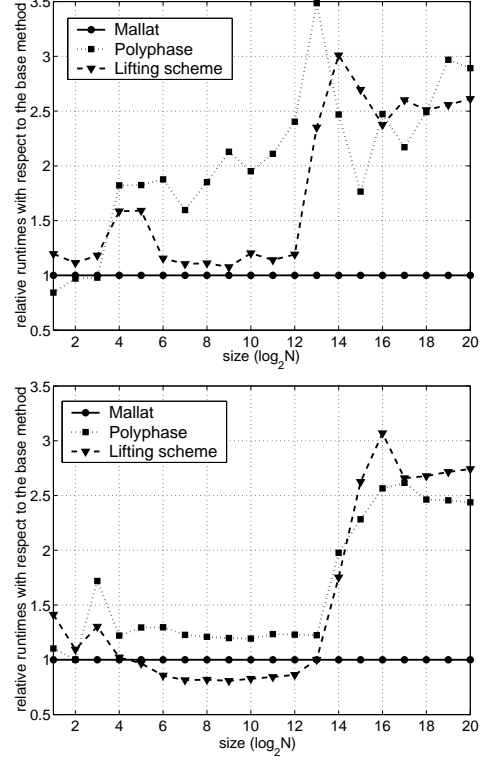 3.5
3
2.5
2
1.5
1
0.5
relative runtimes with respect to the base method
Mallat
Polyphase
Lifting scheme
2 4 6 8 10 12 14 16 18 20
size (log2N)
3.5
3
2.5
2
1.5
1
0.5
relative runtimes with respect to the base method
Mallat
Polyphase
Lifting scheme
2 4 6 8 10 12 14 16 18 20
size (log2N)